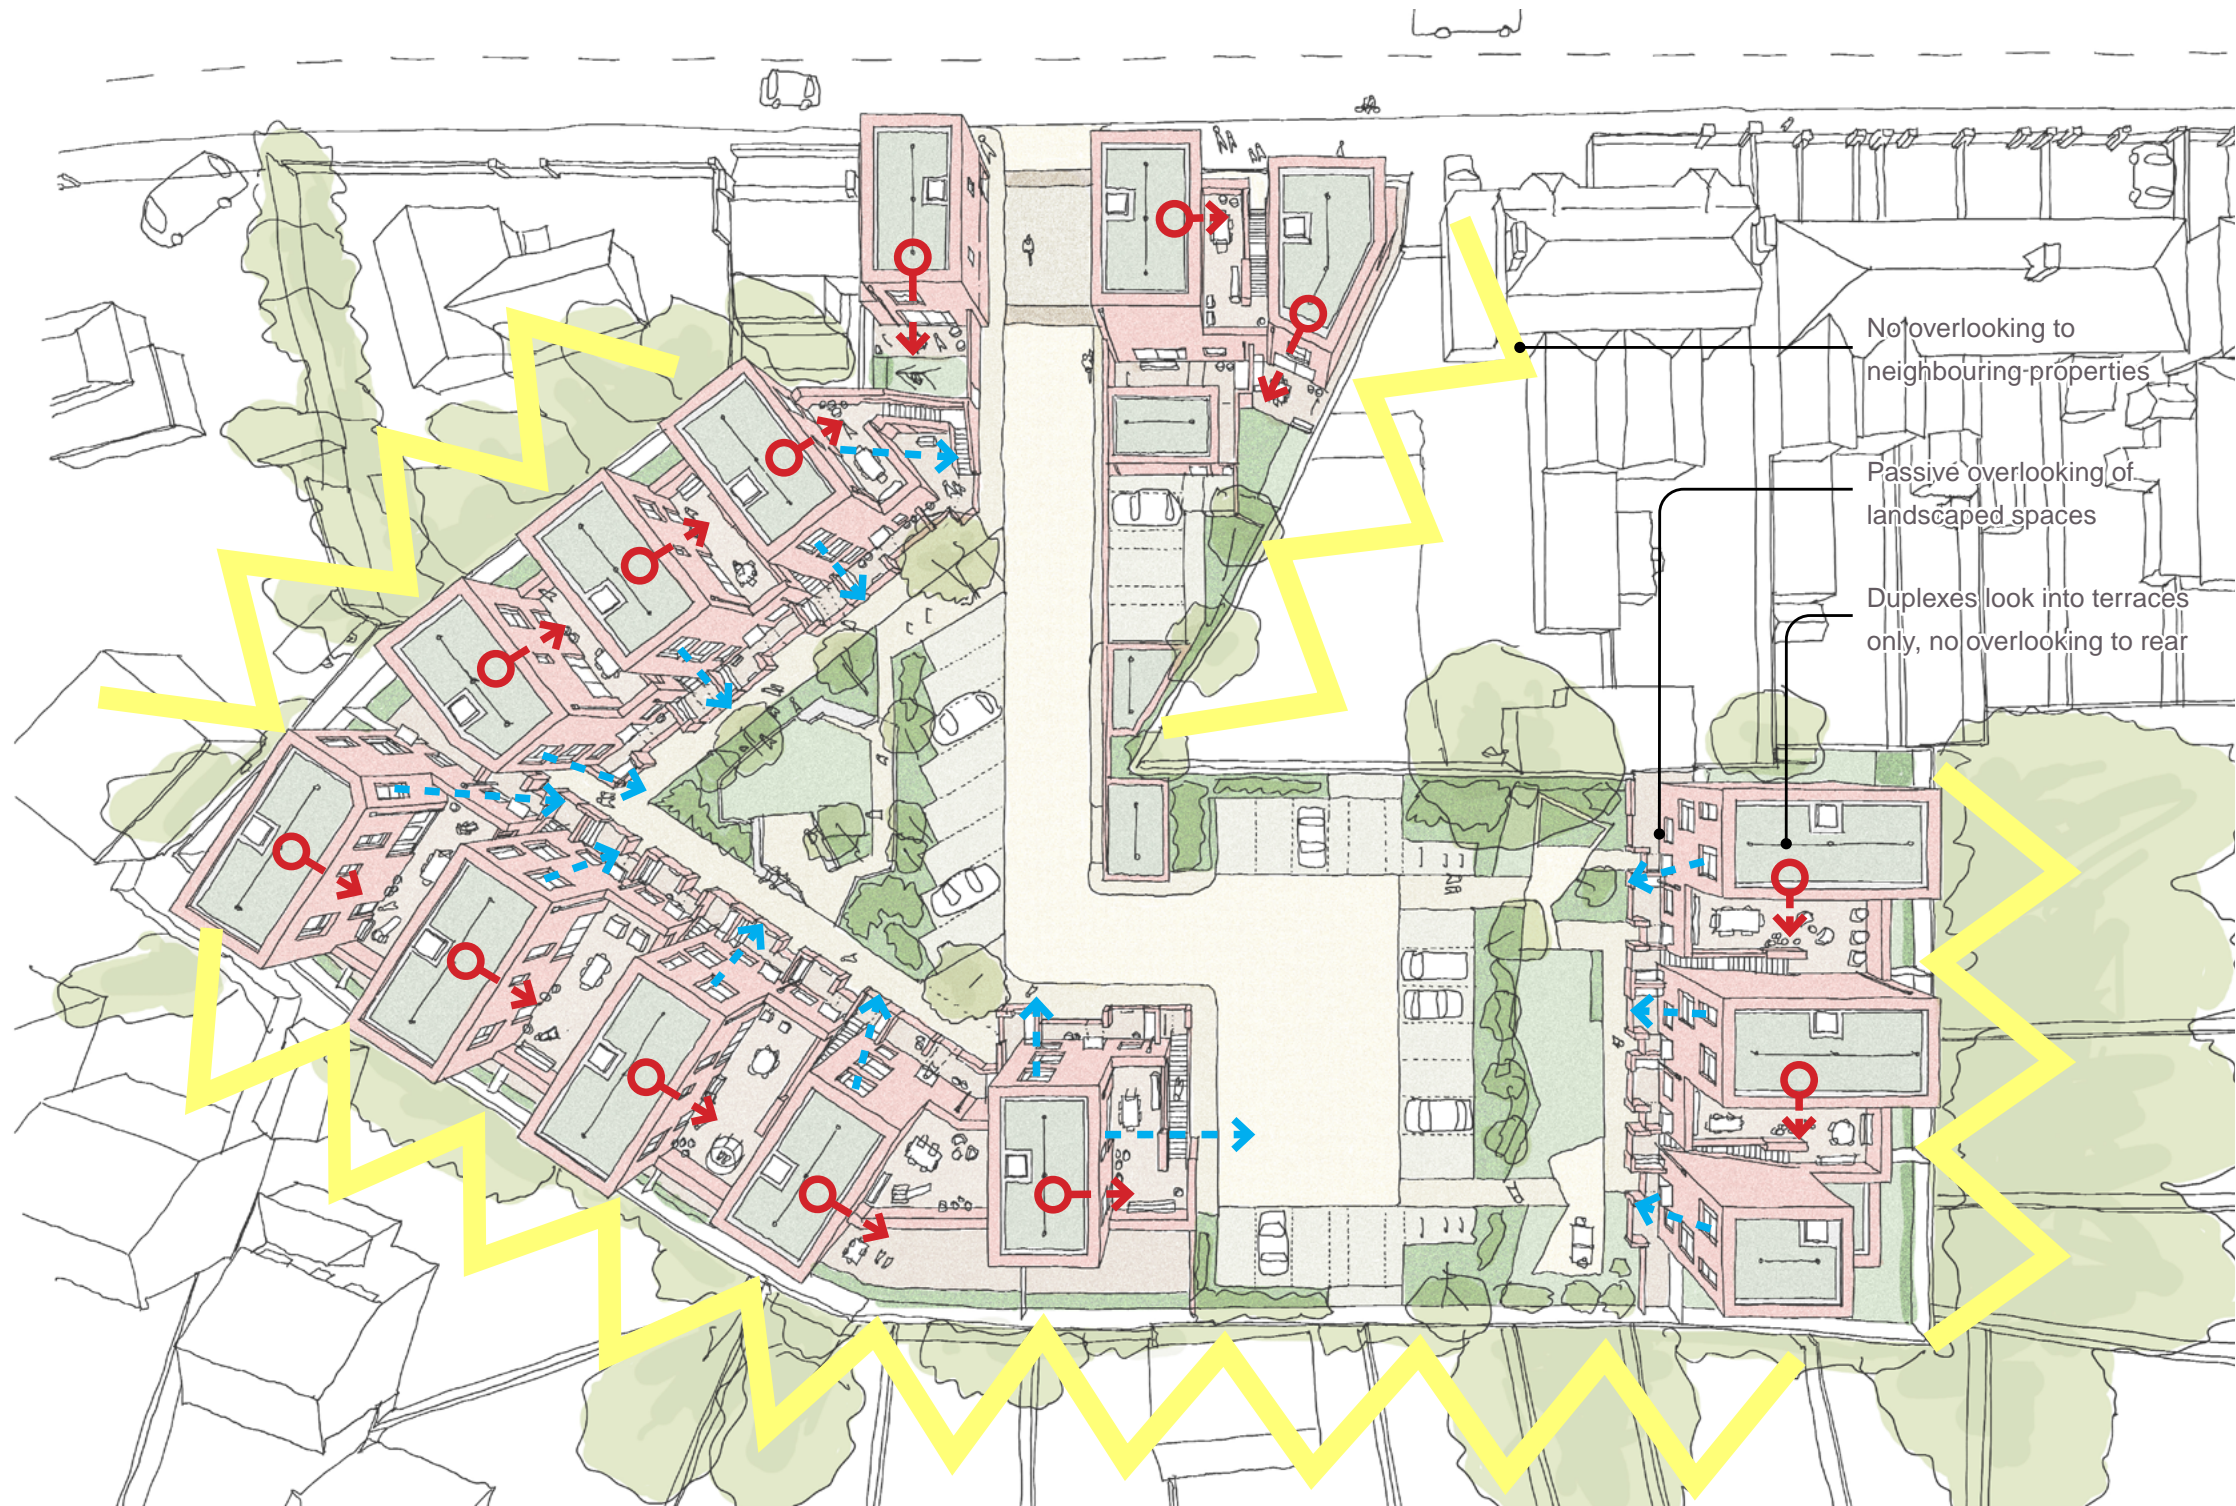 No overlooking to
neighbouring properties
Passive overlooking of
landscaped spaces
Duplexes look into terraces
only, no overlooking to rear